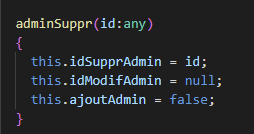 adminSuppr(id:any)
{
  this.idSupprAdmin = id;
  this.idModifAdmin = null;
  this.ajoutAdmin = false;
}